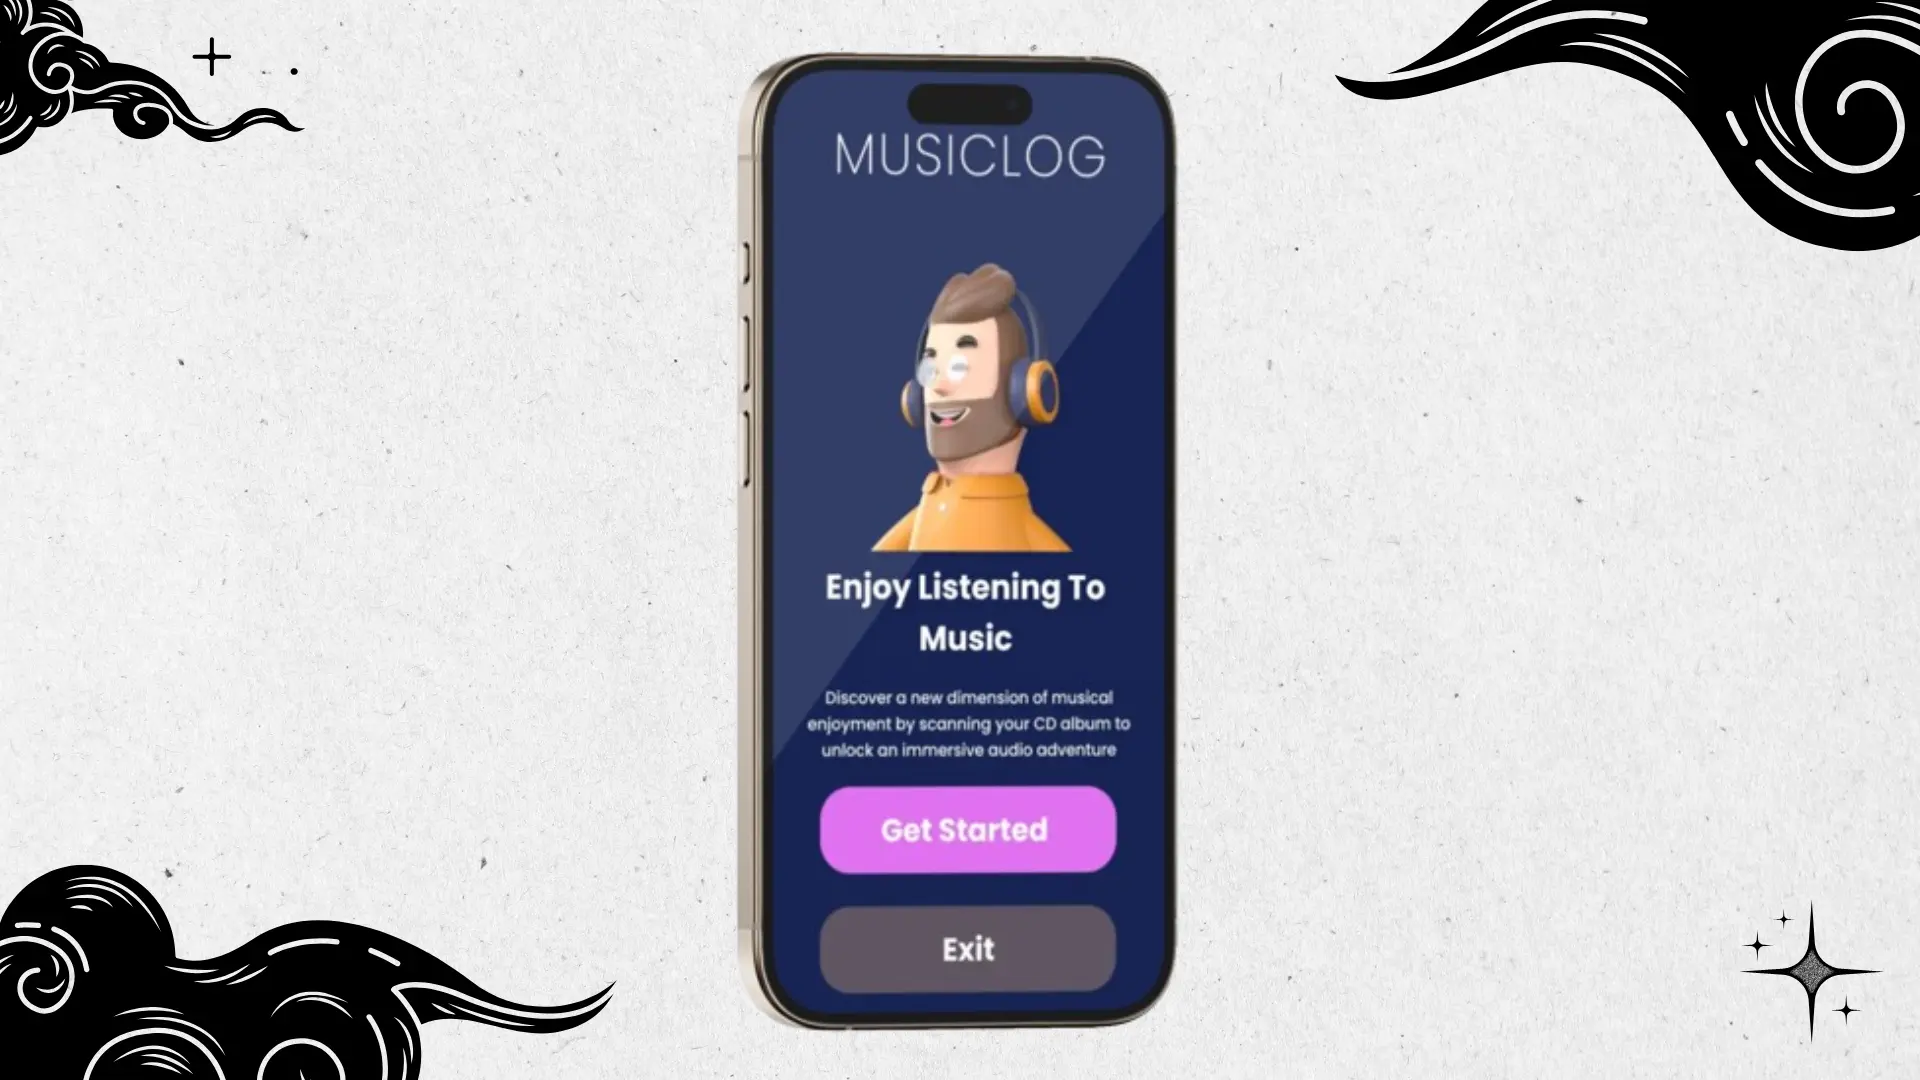 MUSICLOG
Enjoy Listening To
Music
Discover a new dimension of musical
enjoyment by scanning your CD album to
unlock an immersive audio adventure
Get Started
Exit